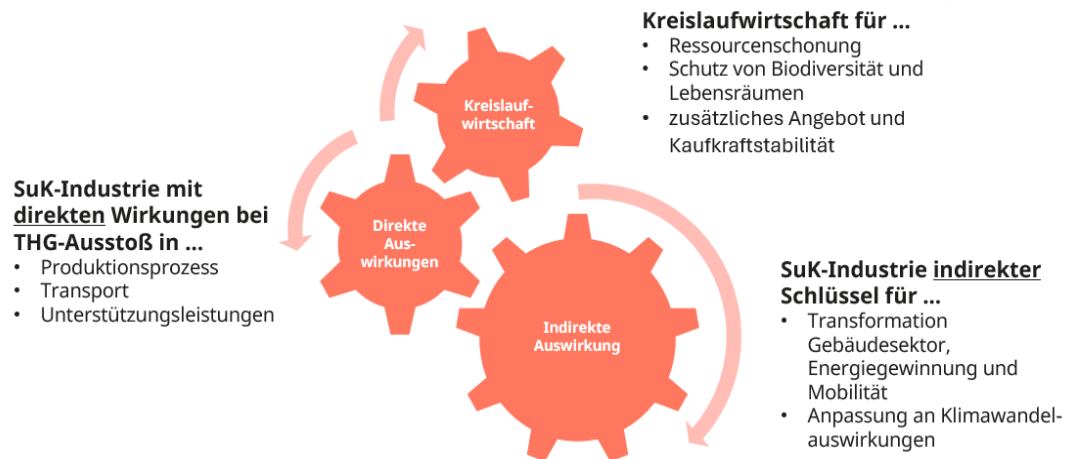 Kreislaufwirtschaft für ...
• Ressourcenschonung
• Schutz von Biodiversität und
Lebensräumen
• zusätzliches Angebot und
Kaufkraftstabilität
Kreislauf-
wirtschaft
SuK-Industrie mit
direkten Wirkungen bei
THG-Ausstoß in ...
• Produktionsprozess
• Transport
• Unterstützungsleistungen
Direkte
Aus-
wirkungen
Indirekte
Auswirkung
SuK-Industrie indirekter
Schlüssel für ...
• Transformation
Gebäudesektor,
Energiegewinnung und
Mobilität
• Anpassung an Klimawandel-
auswirkungen